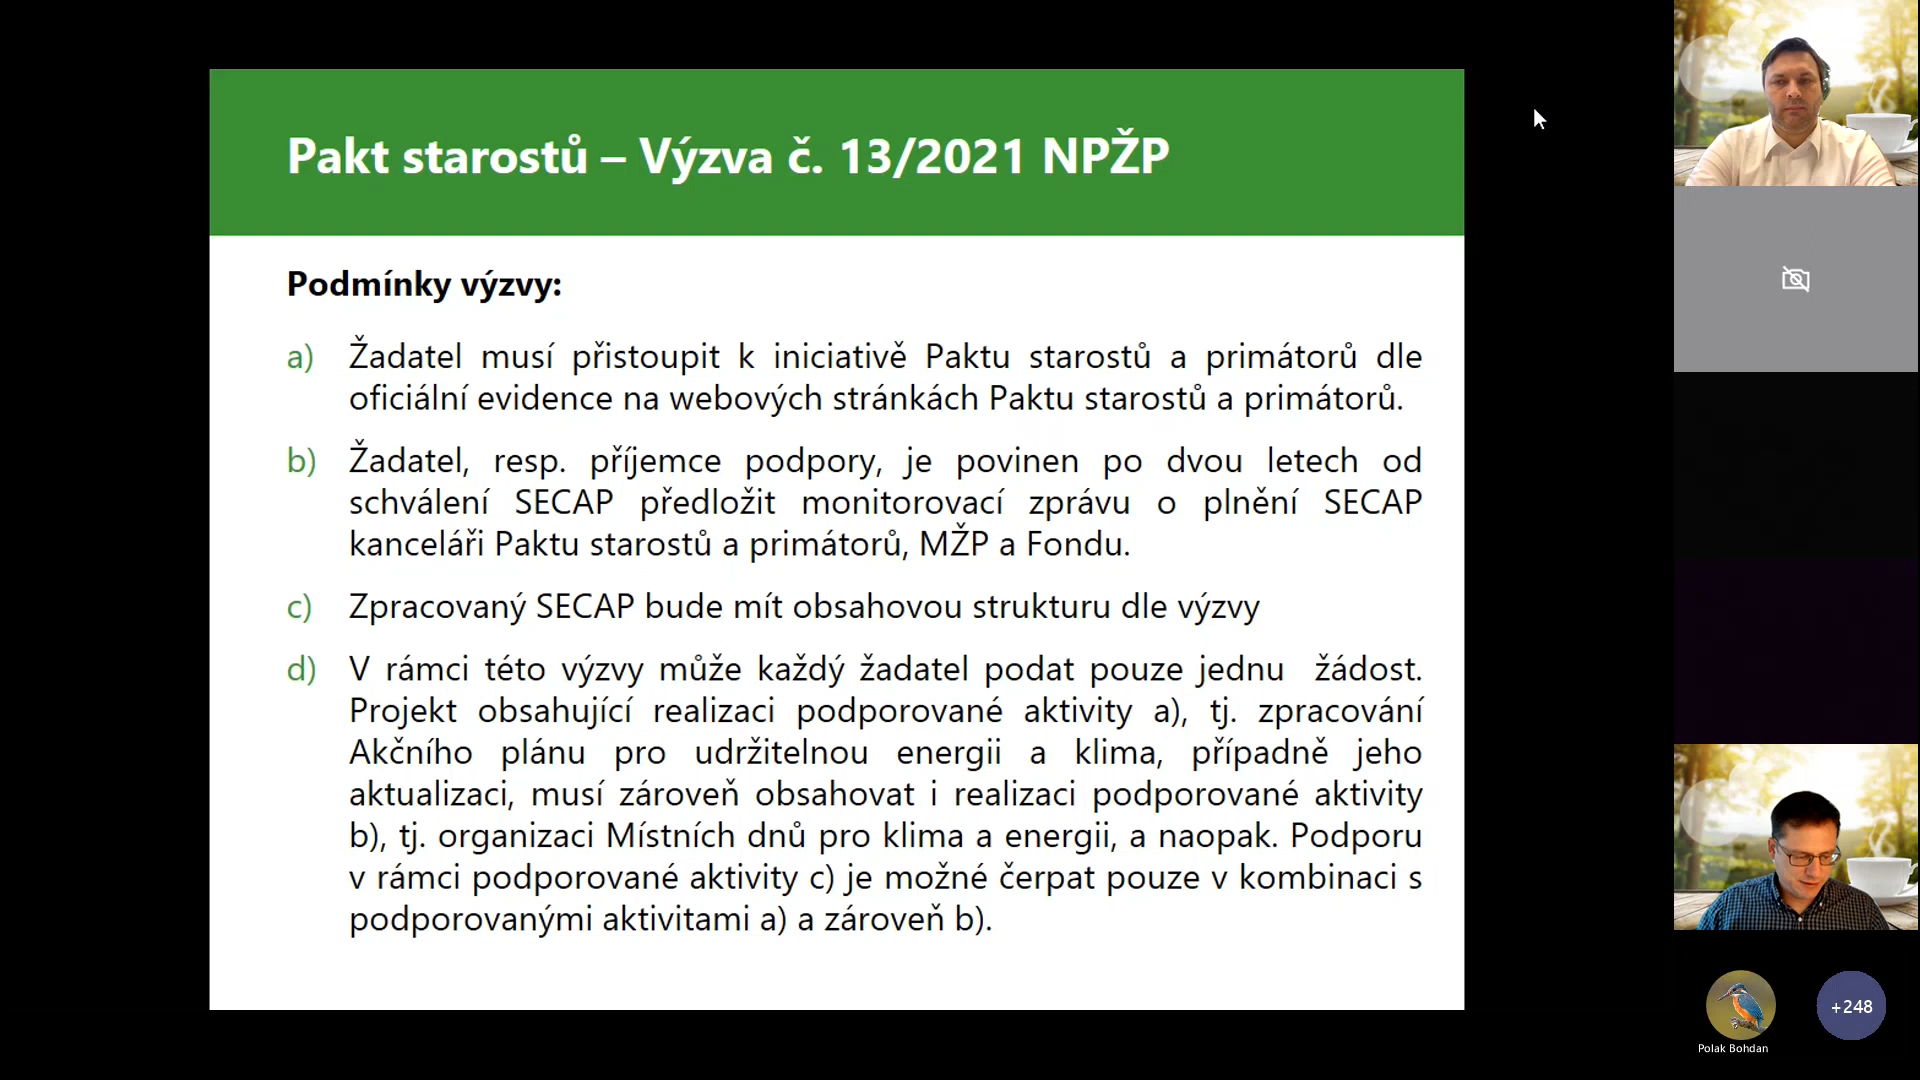 Pakt starostů – Výzva č. 13/2021 NPŽP
Podmínky výzvy:
a) Žadatel musí přistoupit k iniciativě Paktu starostů a primátorů dle
oficiální evidence na webových stránkách Paktu starostů a primátorů.
b) Žadatel, resp. příjemce podpory, je povinen po dvou letech od
schválení SECAP předložit monitorovací zprávu o plnění SECAP
kanceláři Paktu starostů a primátorů, MŽP a Fondu.
c) Zpracovaný SECAP bude mít obsahovou strukturu dle výzvy
d) V rámci této výzvy může každý žadatel podat pouze jednu žádost.
Projekt obsahující realizaci podporované aktivity a), tj. zpracování
Akčního plánu pro udržitelnou energii a klima, případně jeho
aktualizaci, musí zároveň obsahovat i realizaci podporované aktivity
b), tj. organizaci Místních dnů pro klima a energii, a naopak. Podporu
v rámci podporované aktivity c) je možné čerpat pouze v kombinaci s
podporovanými aktivitami a) a zároveň b).
+248
Polak Bohdan